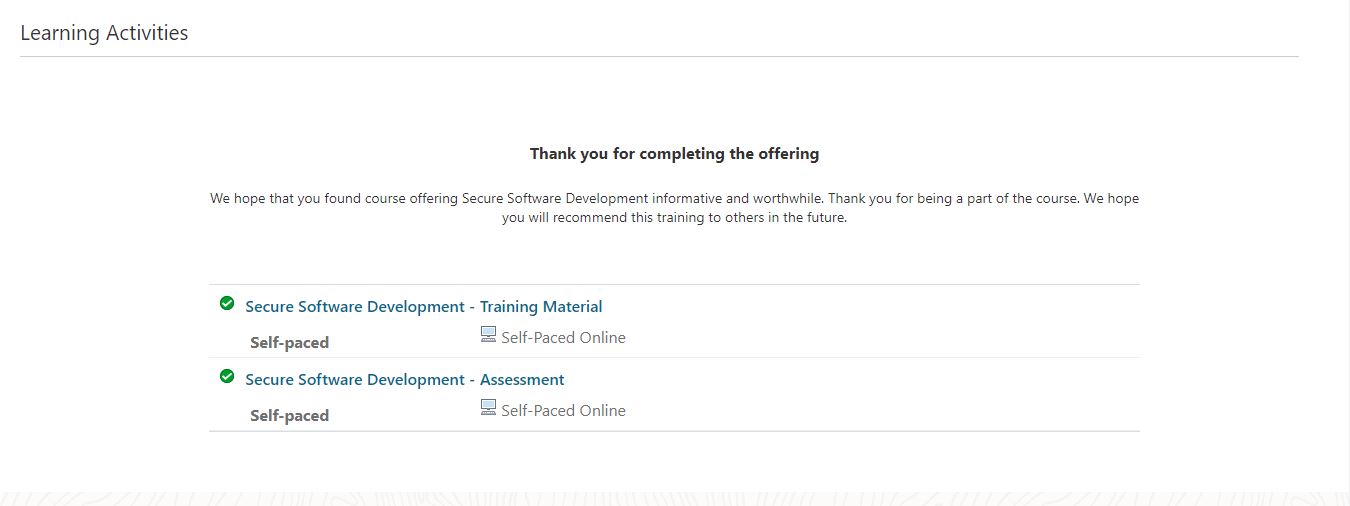 Learning Activities
Thank you for completing the offering
We hope that you found course offering Secure Software Development informative and worthwhile. Thank you for being a part of the course. We hope
you will recommend this training to others in the future.
Secure Software Development - Training Material
Self-paced
Self-Paced Online
Secure Software Development - Assessment
Self-paced
Self-Paced Online